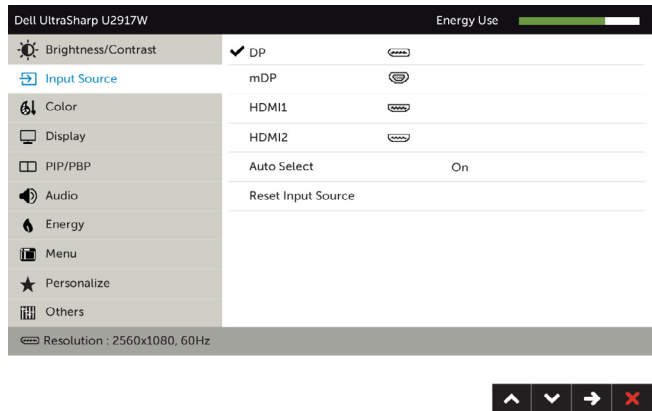 Dell UltraSharp U2917W Energy Use
Brightness/Contrast
Input Source
Color
Display
PIP/PBP
Audio
Energy
Menu
Personalize
Others
DP
mDP
HDMI1
HDMI2
Auto Select On
Reset Input Source
Resolution : 2560x1080, 60Hz